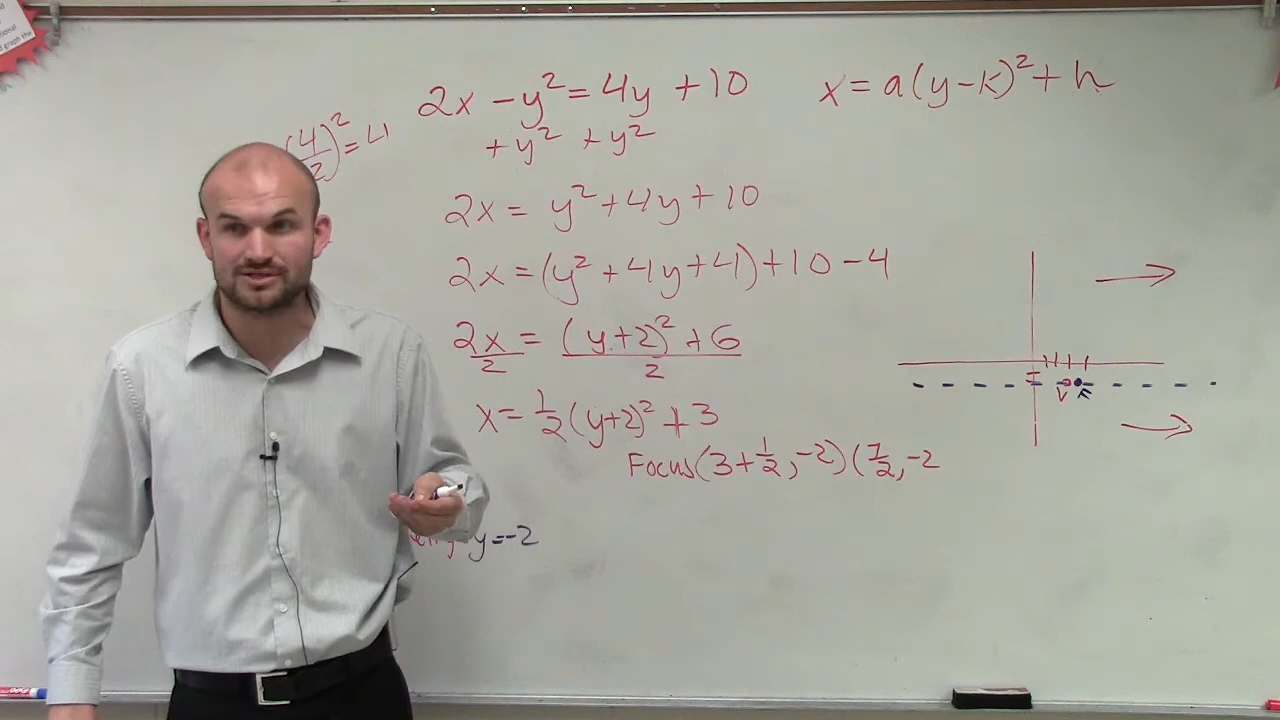 2x - y² = 4y + 10
x = a(y-k)² + h
+ y² + y²
(4/2)² = 4
2x = y² + 4y + 10
2x = (y² + 4y + 4) + 10 - 4
2x/2 = (y+2)² + 6/2
x = 1/2 (y+2)² + 3
V F
Focus (3 + 1/2, -2) (7/2, -2
y = -2
graph the